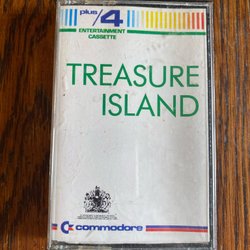 plus/4
ENTERTAINMENT
CASSETTE
TREASURE
ISLAND
commodore